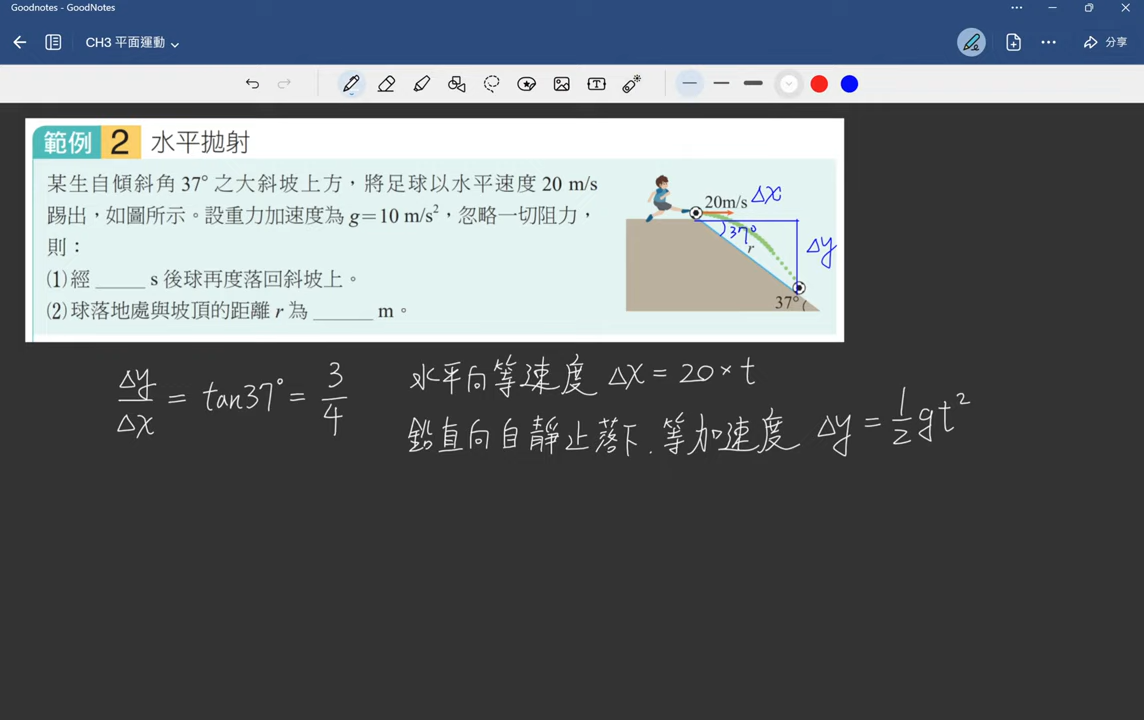 Goodnotes - GoodNotes
CH3 平面運動
分享
範例 2 水平拋射
某生自傾斜角 37° 之大斜坡上方，將足球以水平速度 20 m/s
踢出，如圖所示。設重力加速度為 g＝10 m/s²，忽略一切阻力，
則：
(1) 經 _____ s 後球再度落回斜坡上。
(2) 球落地處與坡頂的距離 r 為 ______ m。
20m/s Δx
37°
r
Δy
37°
Δy/Δx = tan37° = 3/4
水平向等速度 Δx = 20 × t
鉛直向自靜止落下.等加速度 Δy = 1/2 gt²